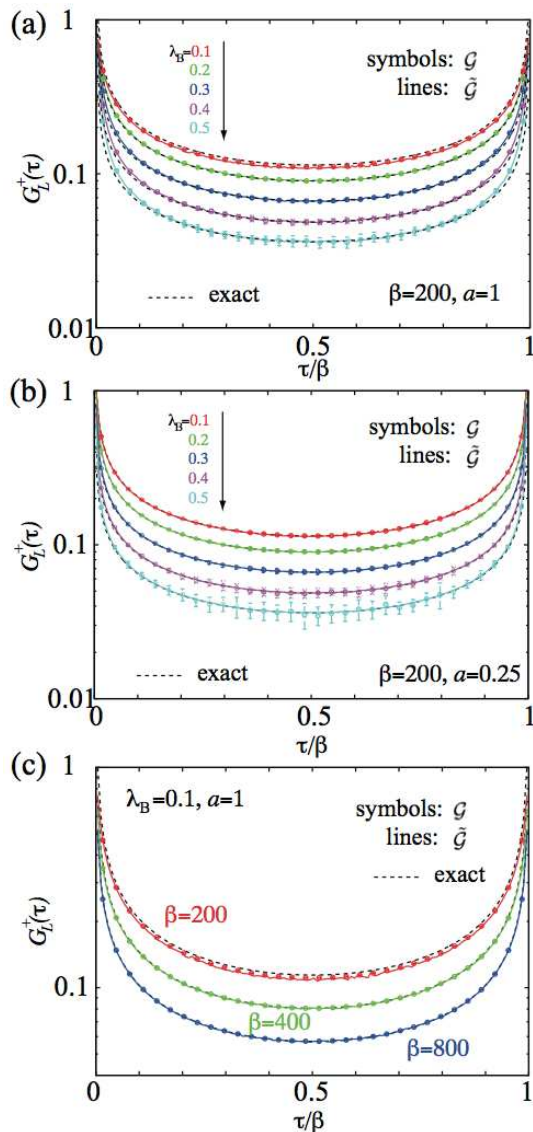 (a)
1
λB=0.1
0.2
0.3
0.4
0.5
symbols: 𝒢
lines: 𝒢̃
0.1
G_L^+(τ)
exact
β=200, a=1
0.01
0
0.5
1
τ/β
(b)
1
λB=0.1
0.2
0.3
0.4
0.5
symbols: 𝒢
lines: 𝒢̃
0.1
G_L^+(τ)
exact
β=200, a=0.25
0.01
0
0.5
1
τ/β
(c)
1
λB=0.1, a=1
symbols: 𝒢
lines: 𝒢̃
exact
G_L^+(τ)
β=200
0.1
β=400
β=800
0
0.5
1
τ/β